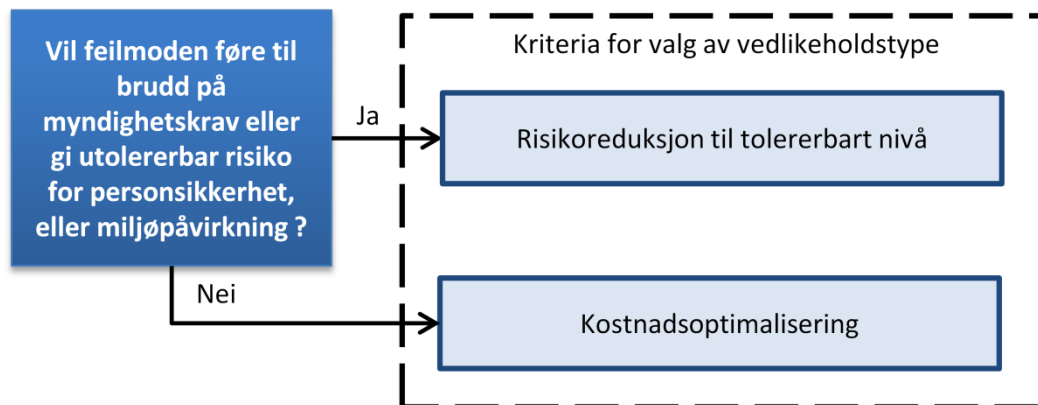 Vil feilmoden føre til
brudd på
myndighetskrav eller
gi utolererbar risiko
for personsikkerhet,
eller miljøpåvirkning ?
Ja
Nei
Kriteria for valg av vedlikeholdstype
Risikoreduksjon til tolererbart nivå
Kostnadsoptimalisering